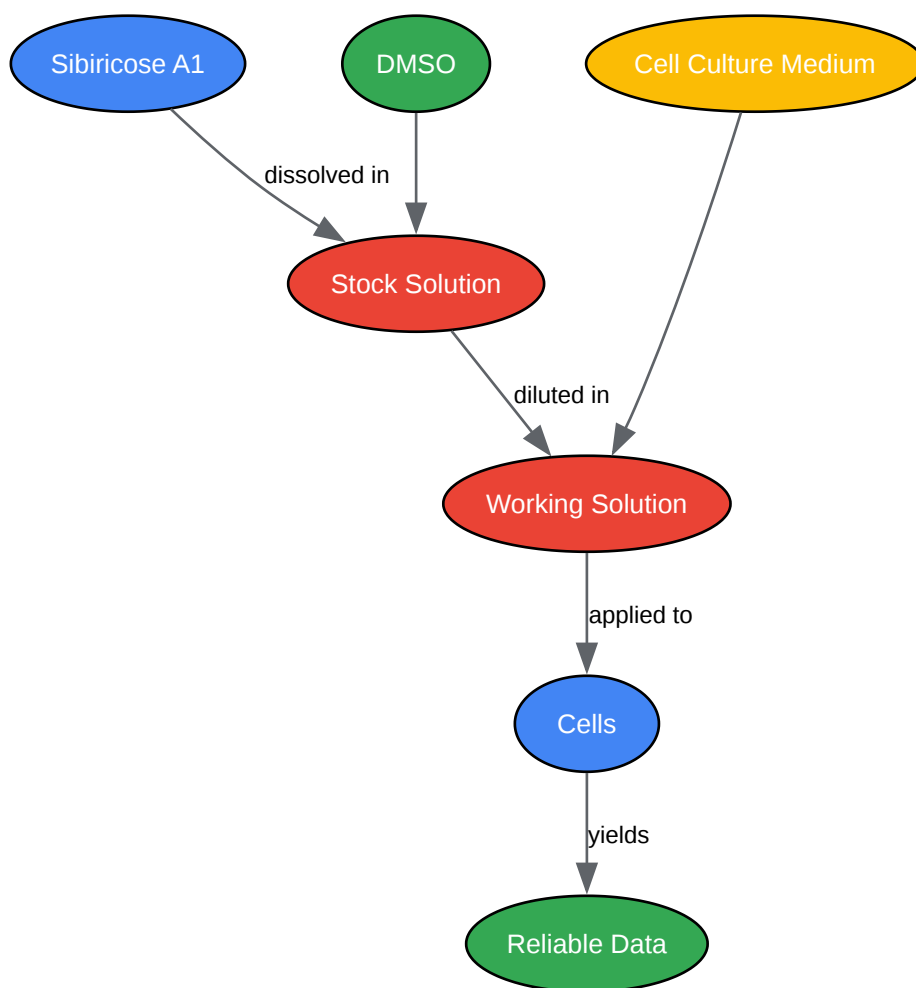 Sibiricose A1
DMSO
Cell Culture Medium
dissolved in
Stock Solution
diluted in
Working Solution
applied to
Cells
yields
Reliable Data